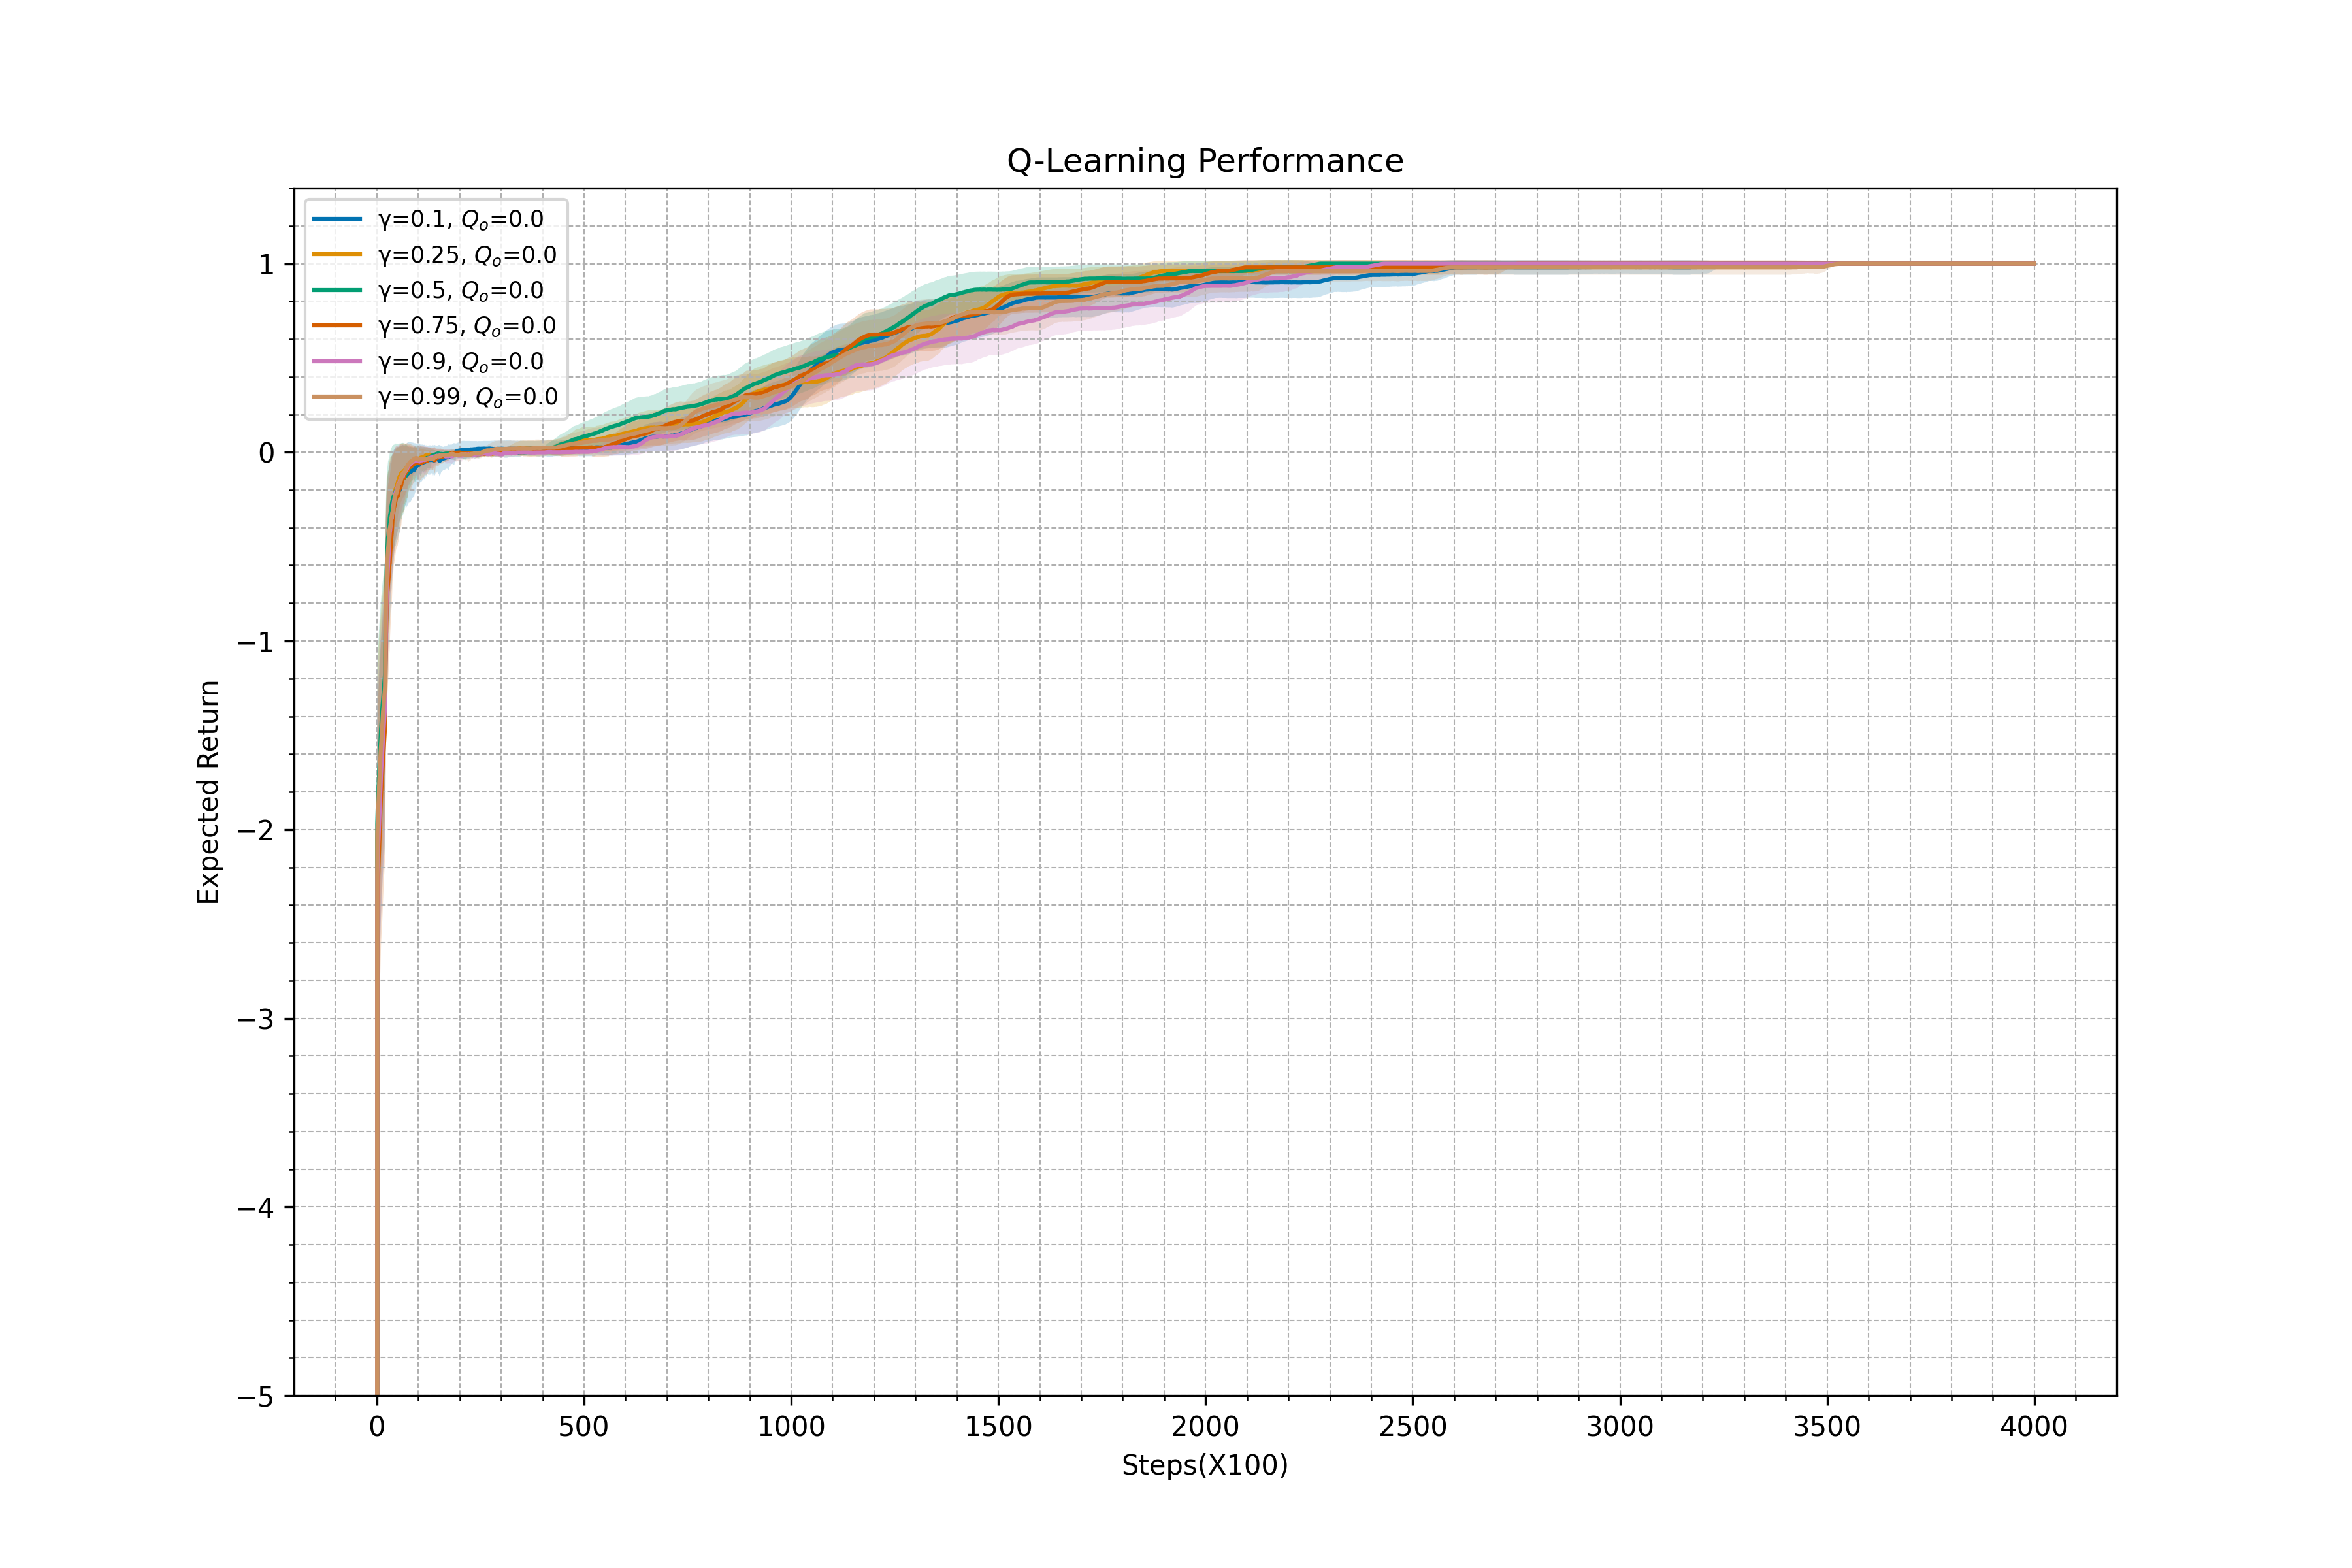 Q-Learning Performance
γ=0.1, Qₒ=0.0
γ=0.25, Qₒ=0.0
γ=0.5, Qₒ=0.0
γ=0.75, Qₒ=0.0
γ=0.9, Qₒ=0.0
γ=0.99, Qₒ=0.0
1
0
−1
−2
−3
−4
−5
Expected Return
0 500 1000 1500 2000 2500 3000 3500 4000
Steps(X100)